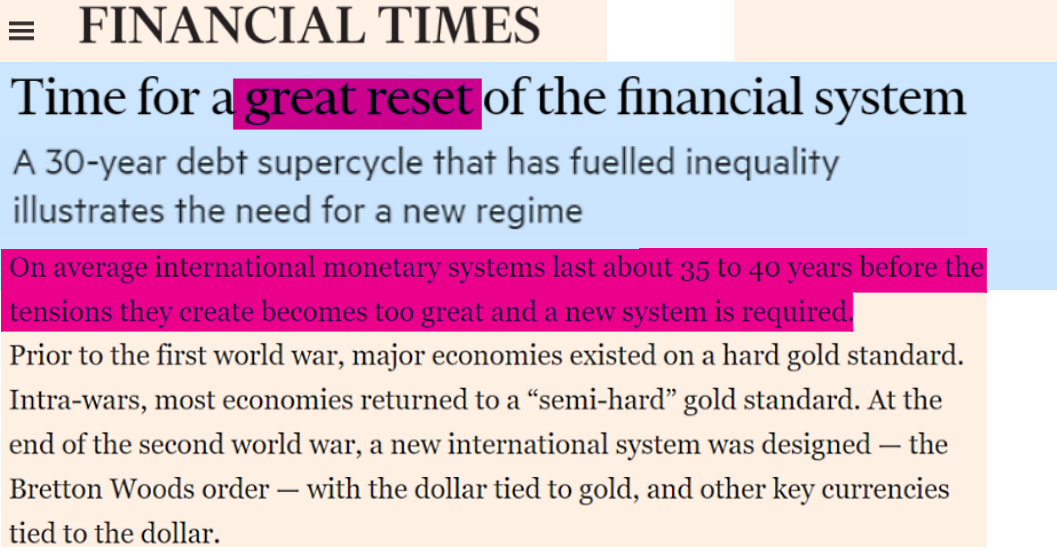 FINANCIAL TIMES
Time for a great reset of the financial system
A 30-year debt supercycle that has fuelled inequality
illustrates the need for a new regime
On average international monetary systems last about 35 to 40 years before the
tensions they create becomes too great and a new system is required.
Prior to the first world war, major economies existed on a hard gold standard.
Intra-wars, most economies returned to a “semi-hard” gold standard. At the
end of the second world war, a new international system was designed — the
Bretton Woods order — with the dollar tied to gold, and other key currencies
tied to the dollar.